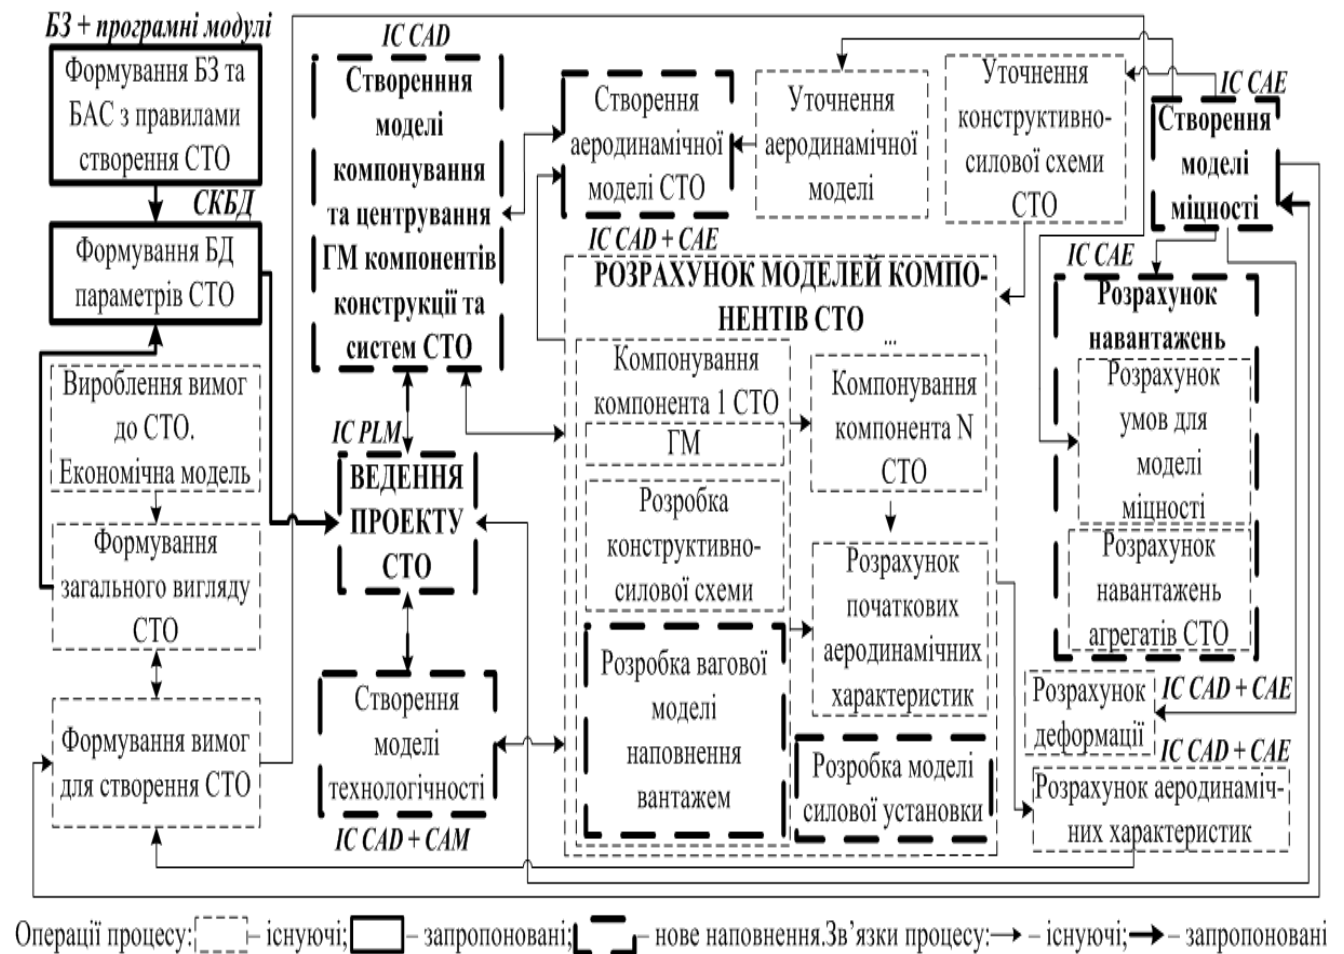 БЗ + програмні модулі
Формування БЗ та
БАС з правилами
створення СТО
СКБД
Формування БД
параметрів СТО
Вироблення вимог
до СТО.
Економічна модель
Формування
загального вигляду
СТО
Формування вимог
для створення СТО
ІС CAD
Створенння
моделі
компонування
та центрування
ГМ компонентів
конструкції та
систем СТО
ІС PLM
ВЕДЕННЯ
ПРОЕКТУ
СТО
Створення
моделі
технологічності
ІС CAD + CAM
Створення
аеродинамічної
моделі СТО
ІС CAD + CAE
Уточнення
аеродинамічної
моделі
Уточнення
конструктивно-
силової схеми
СТО
ІС CAE
Створення
моделі
міцності
РОЗРАХУНОК МОДЕЛЕЙ КОМПО-
НЕНТІВ СТО
...
Компонування
компонента 1 СТО
ГМ
Розробка
конструктивно-
силової схеми
Розробка вагової
моделі
наповнення
вантажем
Компонування
компонента N
СТО
Розрахунок
початкових
аеродинамічних
характеристик
Розробка моделі
силової установки
ІС CAE
Розрахунок
навантажень
Розрахунок
умов для
моделі
міцності
Розрахунок
навантажень
агрегатів СТО
Розрахунок
деформації
ІС CAD + CAE
ІС CAD + CAE
Розрахунок аеродинаміч-
них характеристик
Операції процесу: – існуючі; – запропоновані; – нове наповнення.Зв’язки процесу: – існуючі; – запропоновані